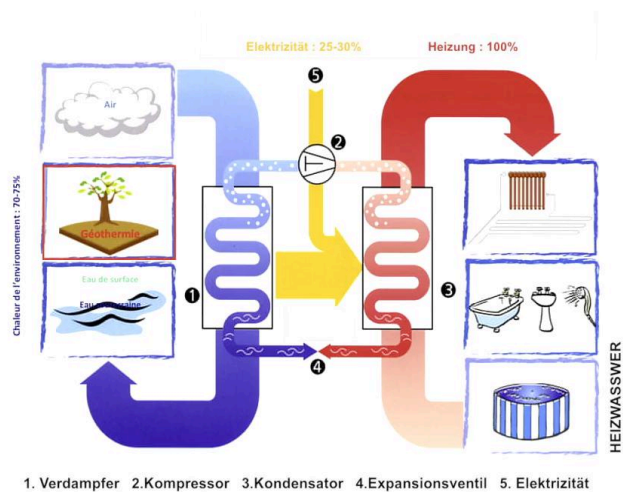 Elektrizität : 25-30%
Heizung : 100%
5
Air
2
Chaleur de l'environnement : 70-75%
Géothermie
Eau de surface
1
3
4
HEIZWASSWER
1. Verdampfer 2.Kompressor 3.Kondensator 4.Expansionsventil 5. Elektrizität